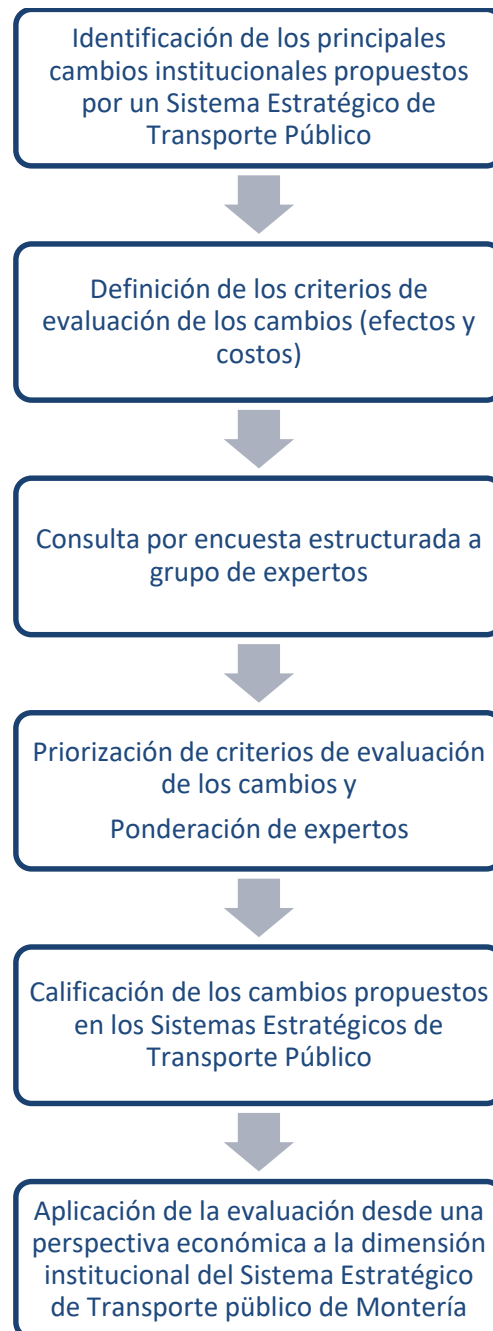 Identificación de los principales
cambios institucionales propuestos
por un Sistema Estratégico de
Transporte Público
Definición de los criterios de
evaluación de los cambios (efectos y
costos)
Consulta por encuesta estructurada a
grupo de expertos
Priorización de criterios de evaluación
de los cambios y
Ponderación de expertos
Calificación de los cambios propuestos
en los Sistemas Estratégicos de
Transporte Público
Aplicación de la evaluación desde una
perspectiva económica a la dimensión
institucional del Sistema Estratégico
de Transporte pùblico de Montería